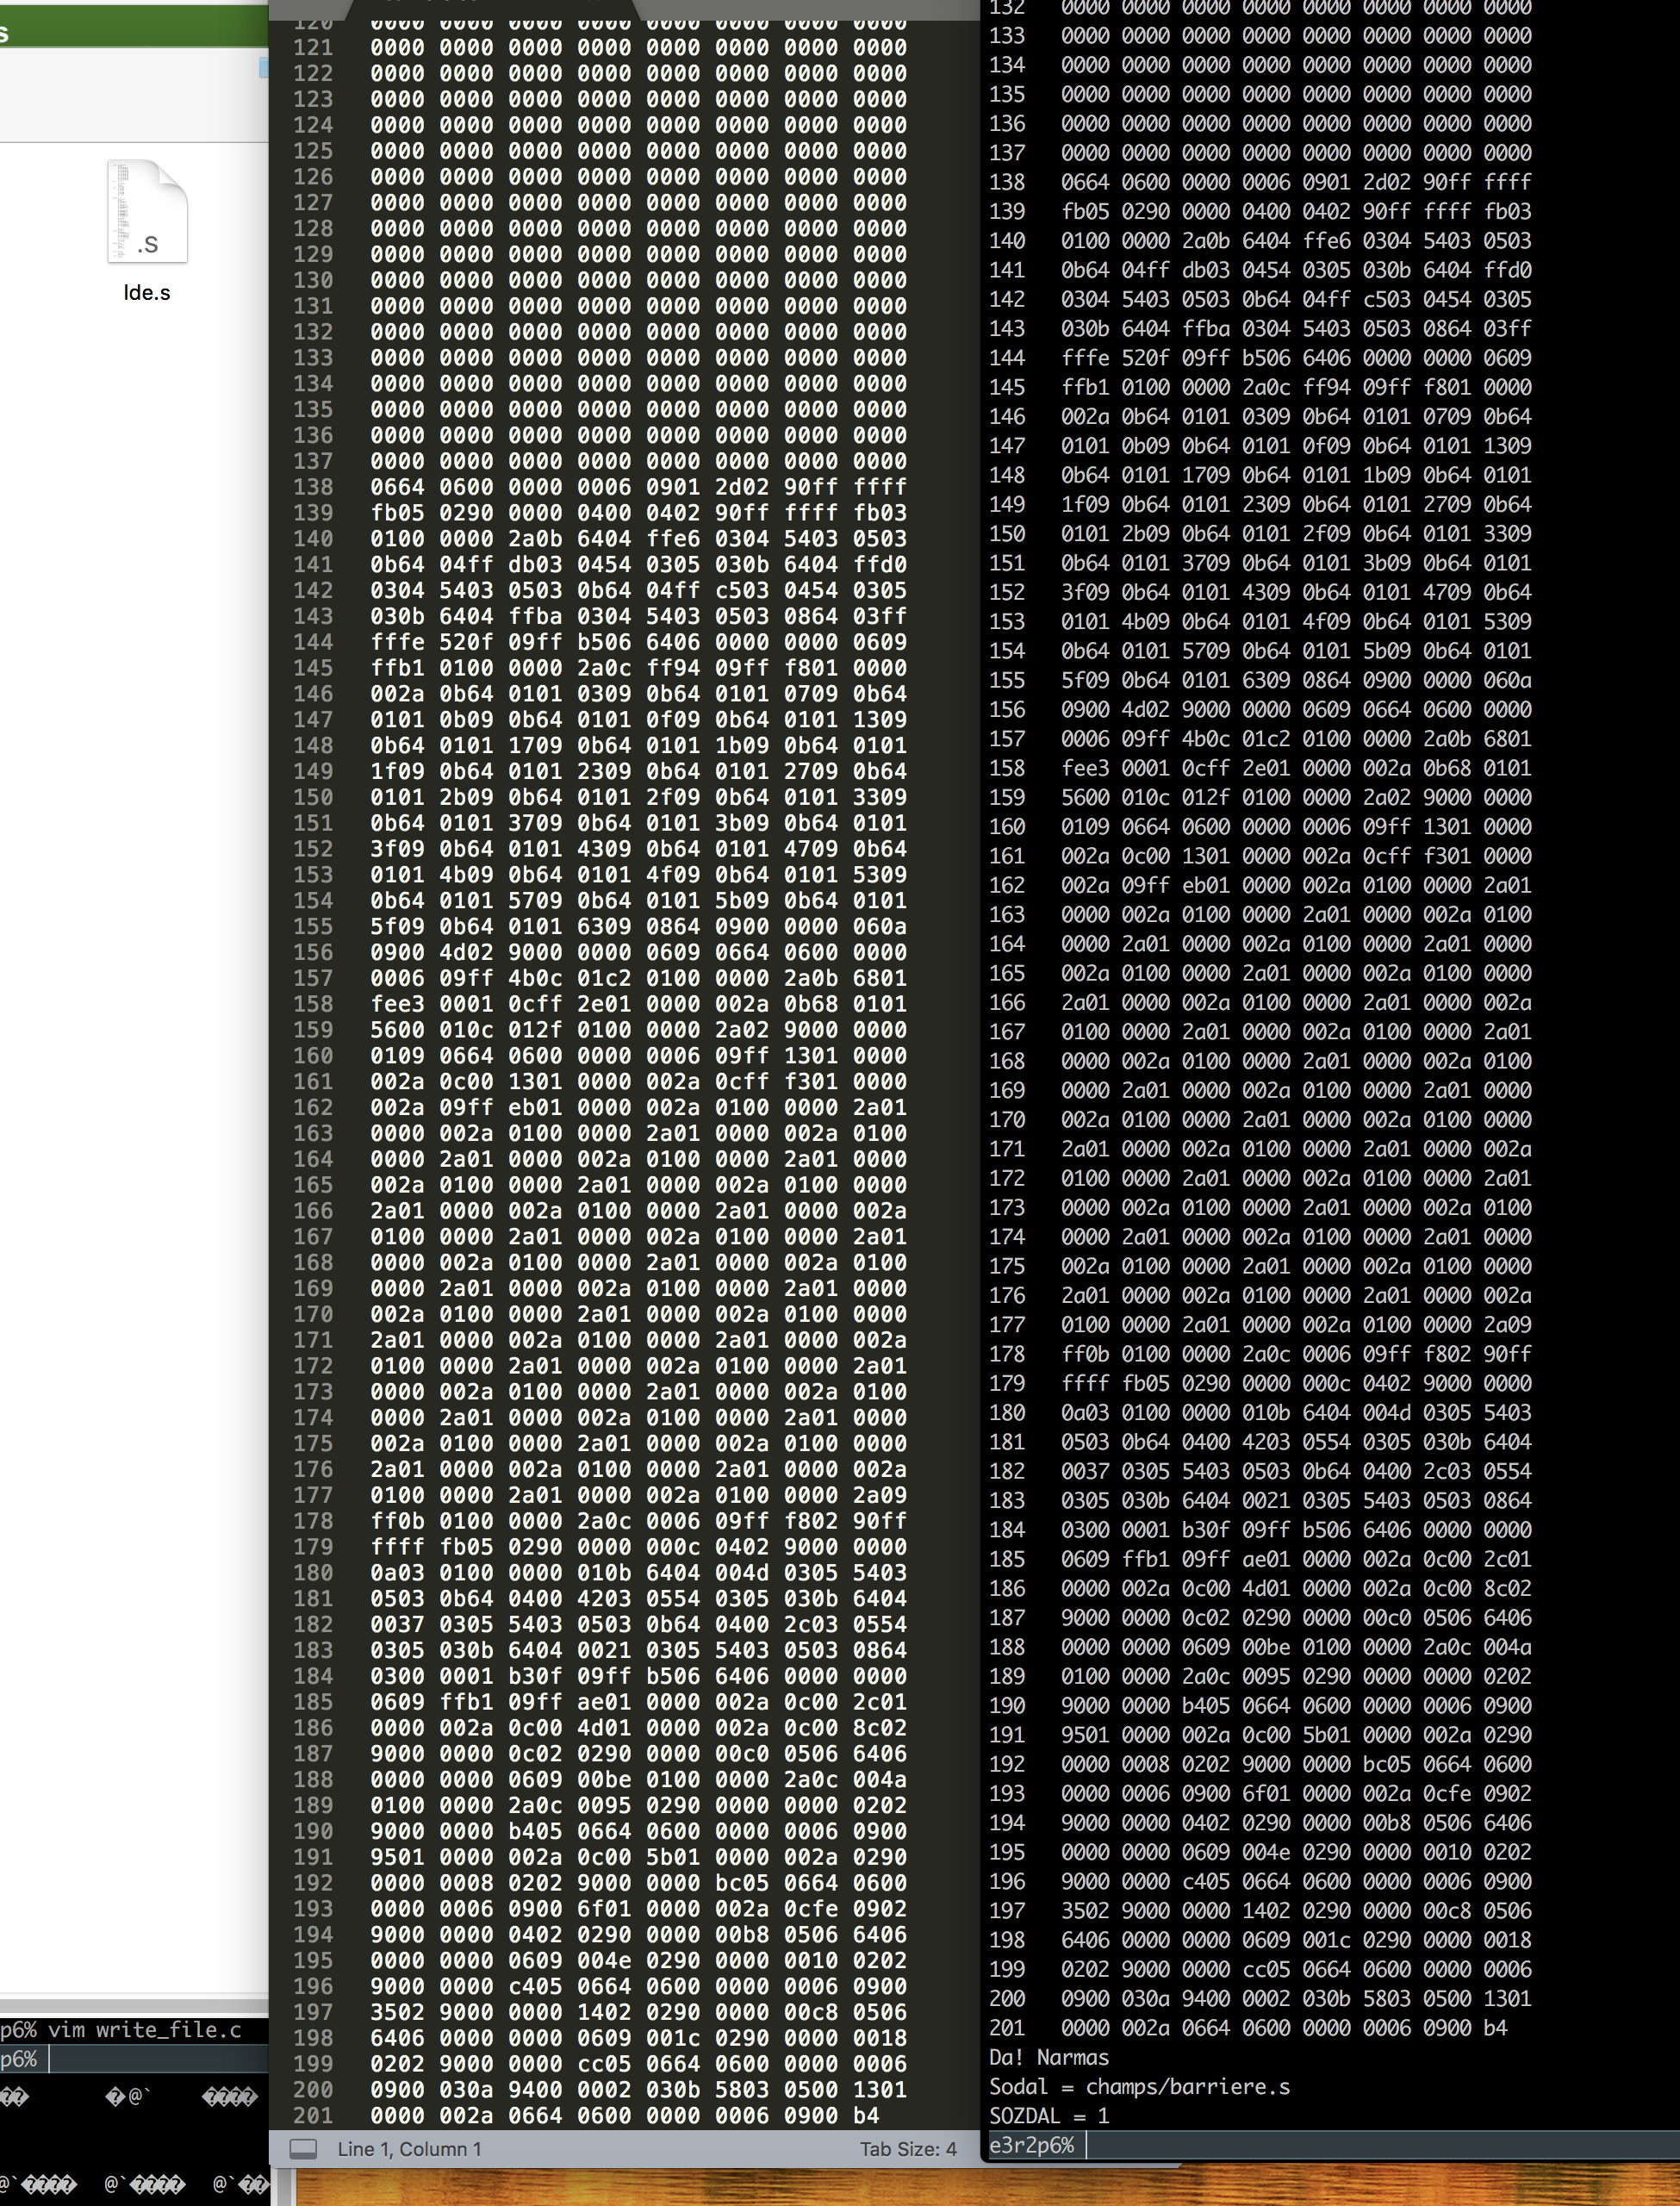 s
.S
lde.s
p6% vim write_file.c
p6%
120 0000 0000 0000 0000 0000 0000 0000 0000
121 0000 0000 0000 0000 0000 0000 0000 0000
122 0000 0000 0000 0000 0000 0000 0000 0000
123 0000 0000 0000 0000 0000 0000 0000 0000
124 0000 0000 0000 0000 0000 0000 0000 0000
125 0000 0000 0000 0000 0000 0000 0000 0000
126 0000 0000 0000 0000 0000 0000 0000 0000
127 0000 0000 0000 0000 0000 0000 0000 0000
128 0000 0000 0000 0000 0000 0000 0000 0000
129 0000 0000 0000 0000 0000 0000 0000 0000
130 0000 0000 0000 0000 0000 0000 0000 0000
131 0000 0000 0000 0000 0000 0000 0000 0000
132 0000 0000 0000 0000 0000 0000 0000 0000
133 0000 0000 0000 0000 0000 0000 0000 0000
134 0000 0000 0000 0000 0000 0000 0000 0000
135 0000 0000 0000 0000 0000 0000 0000 0000
136 0000 0000 0000 0000 0000 0000 0000 0000
137 0000 0000 0000 0000 0000 0000 0000 0000
138 0664 0600 0000 0006 0901 2d02 90ff ffff
139 fb05 0290 0000 0400 0402 90ff ffff fb03
140 0100 0000 2a0b 6404 ffe6 0304 5403 0503
141 0b64 04ff db03 0454 0305 030b 6404 ffd0
142 0304 5403 0503 0b64 04ff c503 0454 0305
143 030b 6404 ffba 0304 5403 0503 0864 03ff
144 fffe 520f 09ff b506 6406 0000 0000 0609
145 ffb1 0100 0000 2a0c ff94 09ff f801 0000
146 002a 0b64 0101 0309 0b64 0101 0709 0b64
147 0101 0b09 0b64 0101 0f09 0b64 0101 1309
148 0b64 0101 1709 0b64 0101 1b09 0b64 0101
149 1f09 0b64 0101 2309 0b64 0101 2709 0b64
150 0101 2b09 0b64 0101 2f09 0b64 0101 3309
151 0b64 0101 3709 0b64 0101 3b09 0b64 0101
152 3f09 0b64 0101 4309 0b64 0101 4709 0b64
153 0101 4b09 0b64 0101 4f09 0b64 0101 5309
154 0b64 0101 5709 0b64 0101 5b09 0b64 0101
155 5f09 0b64 0101 6309 0864 0900 0000 060a
156 0900 4d02 9000 0000 0609 0664 0600 0000
157 0006 09ff 4b0c 01c2 0100 0000 2a0b 6801
158 fee3 0001 0cff 2e01 0000 002a 0b68 0101
159 5600 010c 012f 0100 0000 2a02 9000 0000
160 0109 0664 0600 0000 0006 09ff 1301 0000
161 002a 0c00 1301 0000 002a 0cff f301 0000
162 002a 09ff eb01 0000 002a 0100 0000 2a01
163 0000 002a 0100 0000 2a01 0000 002a 0100
164 0000 2a01 0000 002a 0100 0000 2a01 0000
165 002a 0100 0000 2a01 0000 002a 0100 0000
166 2a01 0000 002a 0100 0000 2a01 0000 002a
167 0100 0000 2a01 0000 002a 0100 0000 2a01
168 0000 002a 0100 0000 2a01 0000 002a 0100
169 0000 2a01 0000 002a 0100 0000 2a01 0000
170 002a 0100 0000 2a01 0000 002a 0100 0000
171 2a01 0000 002a 0100 0000 2a01 0000 002a
172 0100 0000 2a01 0000 002a 0100 0000 2a01
173 0000 002a 0100 0000 2a01 0000 002a 0100
174 0000 2a01 0000 002a 0100 0000 2a01 0000
175 002a 0100 0000 2a01 0000 002a 0100 0000
176 2a01 0000 002a 0100 0000 2a01 0000 002a
177 0100 0000 2a01 0000 002a 0100 0000 2a09
178 ff0b 0100 0000 2a0c 0006 09ff f802 90ff
179 ffff fb05 0290 0000 000c 0402 9000 0000
180 0a03 0100 0000 010b 6404 004d 0305 5403
181 0503 0b64 0400 4203 0554 0305 030b 6404
182 0037 0305 5403 0503 0b64 0400 2c03 0554
183 0305 030b 6404 0021 0305 5403 0503 0864
184 0300 0001 b30f 09ff b506 6406 0000 0000
185 0609 ffb1 09ff ae01 0000 002a 0c00 2c01
186 0000 002a 0c00 4d01 0000 002a 0c00 8c02
187 9000 0000 0c02 0290 0000 00c0 0506 6406
188 0000 0000 0609 00be 0100 0000 2a0c 004a
189 0100 0000 2a0c 0095 0290 0000 0000 0202
190 9000 0000 b405 0664 0600 0000 0006 0900
191 9501 0000 002a 0c00 5b01 0000 002a 0290
192 0000 0008 0202 9000 0000 bc05 0664 0600
193 0000 0006 0900 6f01 0000 002a 0cfe 0902
194 9000 0000 0402 0290 0000 00b8 0506 6406
195 0000 0000 0609 004e 0290 0000 0010 0202
196 9000 0000 c405 0664 0600 0000 0006 0900
197 3502 9000 0000 1402 0290 0000 00c8 0506
198 6406 0000 0000 0609 001c 0290 0000 0018
199 0202 9000 0000 cc05 0664 0600 0000 0006
200 0900 030a 9400 0002 030b 5803 0500 1301
201 0000 002a 0664 0600 0000 0006 0900 b4
Line 1, Column 1 Tab Size: 4
132 0000 0000 0000 0000 0000 0000 0000 0000
133 0000 0000 0000 0000 0000 0000 0000 0000
134 0000 0000 0000 0000 0000 0000 0000 0000
135 0000 0000 0000 0000 0000 0000 0000 0000
136 0000 0000 0000 0000 0000 0000 0000 0000
137 0000 0000 0000 0000 0000 0000 0000 0000
138 0664 0600 0000 0006 0901 2d02 90ff ffff
139 fb05 0290 0000 0400 0402 90ff ffff fb03
140 0100 0000 2a0b 6404 ffe6 0304 5403 0503
141 0b64 04ff db03 0454 0305 030b 6404 ffd0
142 0304 5403 0503 0b64 04ff c503 0454 0305
143 030b 6404 ffba 0304 5403 0503 0864 03ff
144 fffe 520f 09ff b506 6406 0000 0000 0609
145 ffb1 0100 0000 2a0c ff94 09ff f801 0000
146 002a 0b64 0101 0309 0b64 0101 0709 0b64
147 0101 0b09 0b64 0101 0f09 0b64 0101 1309
148 0b64 0101 1709 0b64 0101 1b09 0b64 0101
149 1f09 0b64 0101 2309 0b64 0101 2709 0b64
150 0101 2b09 0b64 0101 2f09 0b64 0101 3309
151 0b64 0101 3709 0b64 0101 3b09 0b64 0101
152 3f09 0b64 0101 4309 0b64 0101 4709 0b64
153 0101 4b09 0b64 0101 4f09 0b64 0101 5309
154 0b64 0101 5709 0b64 0101 5b09 0b64 0101
155 5f09 0b64 0101 6309 0864 0900 0000 060a
156 0900 4d02 9000 0000 0609 0664 0600 0000
157 0006 09ff 4b0c 01c2 0100 0000 2a0b 6801
158 fee3 0001 0cff 2e01 0000 002a 0b68 0101
159 5600 010c 012f 0100 0000 2a02 9000 0000
160 0109 0664 0600 0000 0006 09ff 1301 0000
161 002a 0c00 1301 0000 002a 0cff f301 0000
162 002a 09ff eb01 0000 002a 0100 0000 2a01
163 0000 002a 0100 0000 2a01 0000 002a 0100
164 0000 2a01 0000 002a 0100 0000 2a01 0000
165 002a 0100 0000 2a01 0000 002a 0100 0000
166 2a01 0000 002a 0100 0000 2a01 0000 002a
167 0100 0000 2a01 0000 002a 0100 0000 2a01
168 0000 002a 0100 0000 2a01 0000 002a 0100
169 0000 2a01 0000 002a 0100 0000 2a01 0000
170 002a 0100 0000 2a01 0000 002a 0100 0000
171 2a01 0000 002a 0100 0000 2a01 0000 002a
172 0100 0000 2a01 0000 002a 0100 0000 2a01
173 0000 002a 0100 0000 2a01 0000 002a 0100
174 0000 2a01 0000 002a 0100 0000 2a01 0000
175 002a 0100 0000 2a01 0000 002a 0100 0000
176 2a01 0000 002a 0100 0000 2a01 0000 002a
177 0100 0000 2a01 0000 002a 0100 0000 2a09
178 ff0b 0100 0000 2a0c 0006 09ff f802 90ff
179 ffff fb05 0290 0000 000c 0402 9000 0000
180 0a03 0100 0000 010b 6404 004d 0305 5403
181 0503 0b64 0400 4203 0554 0305 030b 6404
182 0037 0305 5403 0503 0b64 0400 2c03 0554
183 0305 030b 6404 0021 0305 5403 0503 0864
184 0300 0001 b30f 09ff b506 6406 0000 0000
185 0609 ffb1 09ff ae01 0000 002a 0c00 2c01
186 0000 002a 0c00 4d01 0000 002a 0c00 8c02
187 9000 0000 0c02 0290 0000 00c0 0506 6406
188 0000 0000 0609 00be 0100 0000 2a0c 004a
189 0100 0000 2a0c 0095 0290 0000 0000 0202
190 9000 0000 b405 0664 0600 0000 0006 0900
191 9501 0000 002a 0c00 5b01 0000 002a 0290
192 0000 0008 0202 9000 0000 bc05 0664 0600
193 0000 0006 0900 6f01 0000 002a 0cfe 0902
194 9000 0000 0402 0290 0000 00b8 0506 6406
195 0000 0000 0609 004e 0290 0000 0010 0202
196 9000 0000 c405 0664 0600 0000 0006 0900
197 3502 9000 0000 1402 0290 0000 00c8 0506
198 6406 0000 0000 0609 001c 0290 0000 0018
199 0202 9000 0000 cc05 0664 0600 0000 0006
200 0900 030a 9400 0002 030b 5803 0500 1301
201 0000 002a 0664 0600 0000 0006 0900 b4
Da! Narmas
Sodal = champs/barriere.s
SOZDAL = 1
e3r2p6%